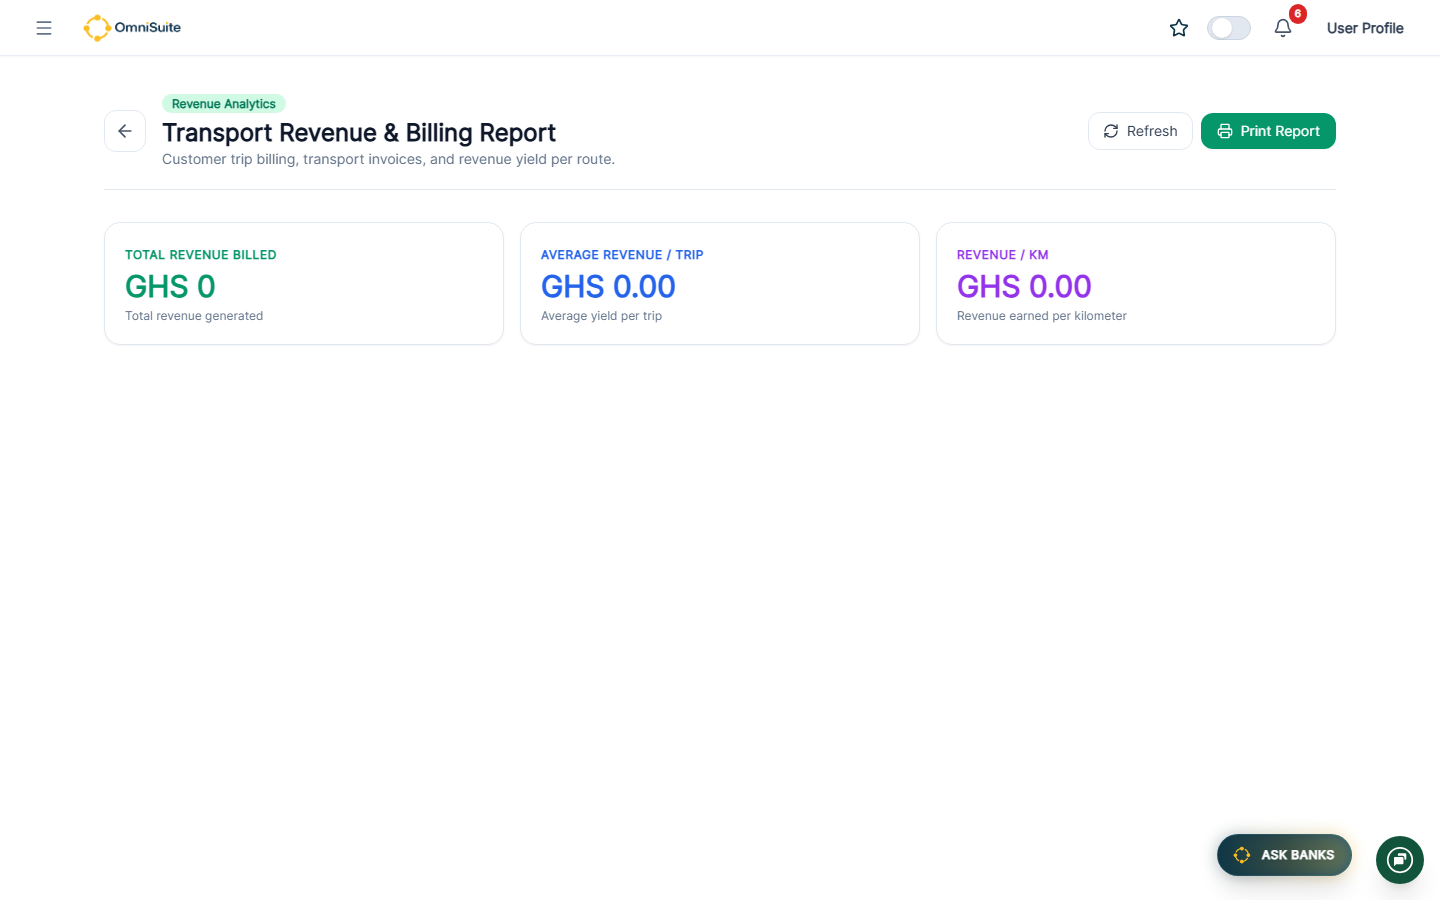 OmniSuite
6
User Profile
Revenue Analytics
Transport Revenue & Billing Report
Customer trip billing, transport invoices, and revenue yield per route.
Refresh
Print Report
TOTAL REVENUE BILLED
GHS 0
Total revenue generated
AVERAGE REVENUE / TRIP
GHS 0.00
Average yield per trip
REVENUE / KM
GHS 0.00
Revenue earned per kilometer
ASK BANKS